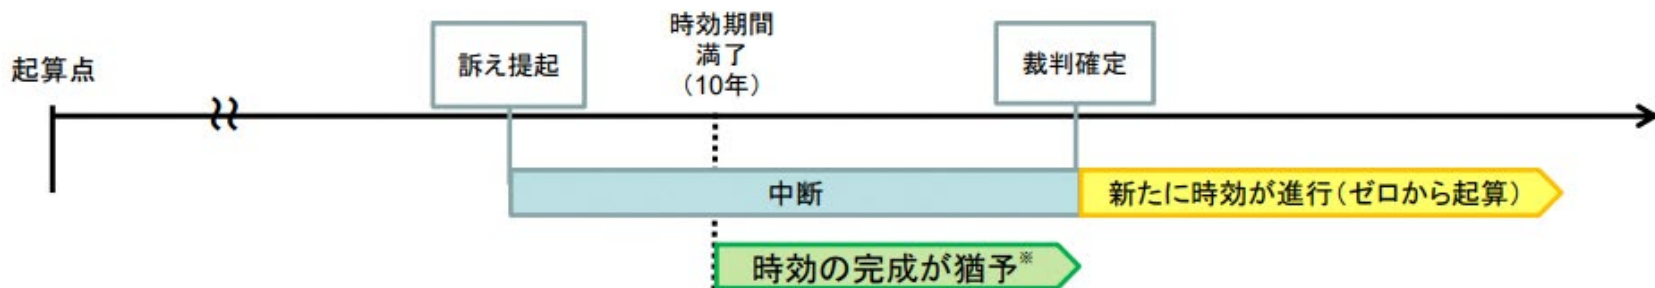 起算点
訴え提起
時効期間
満了
（10年）
裁判確定
中断
新たに時効が進行（ゼロから起算）
時効の完成が猶予※